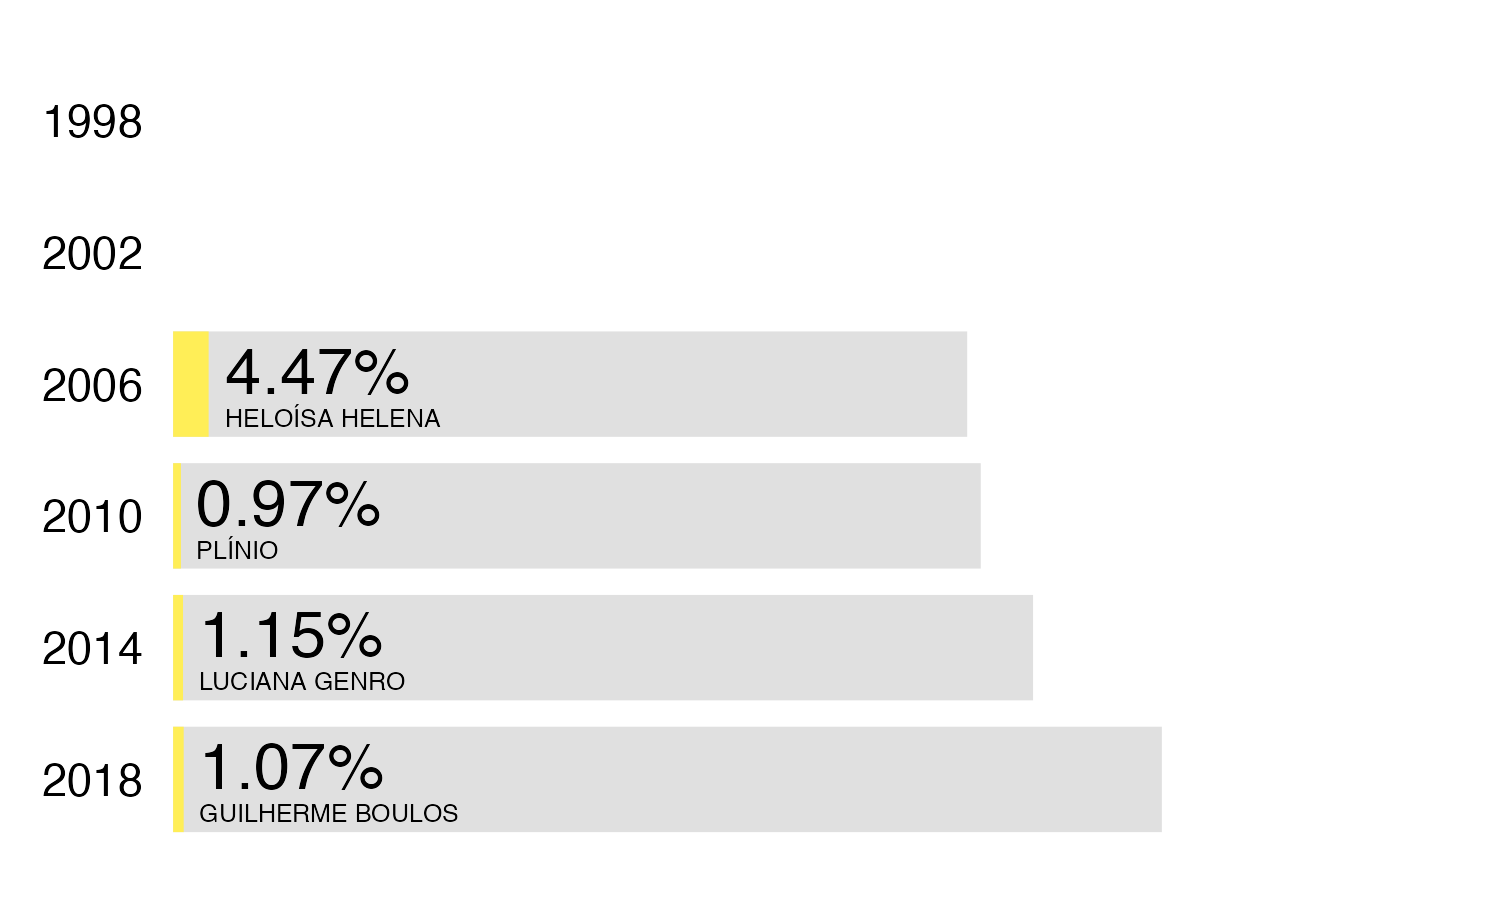 1998
2002
2006
4.47%
HELOÍSA HELENA
2010
0.97%
PLÍNIO
2014
1.15%
LUCIANA GENRO
2018
1.07%
GUILHERME BOULOS